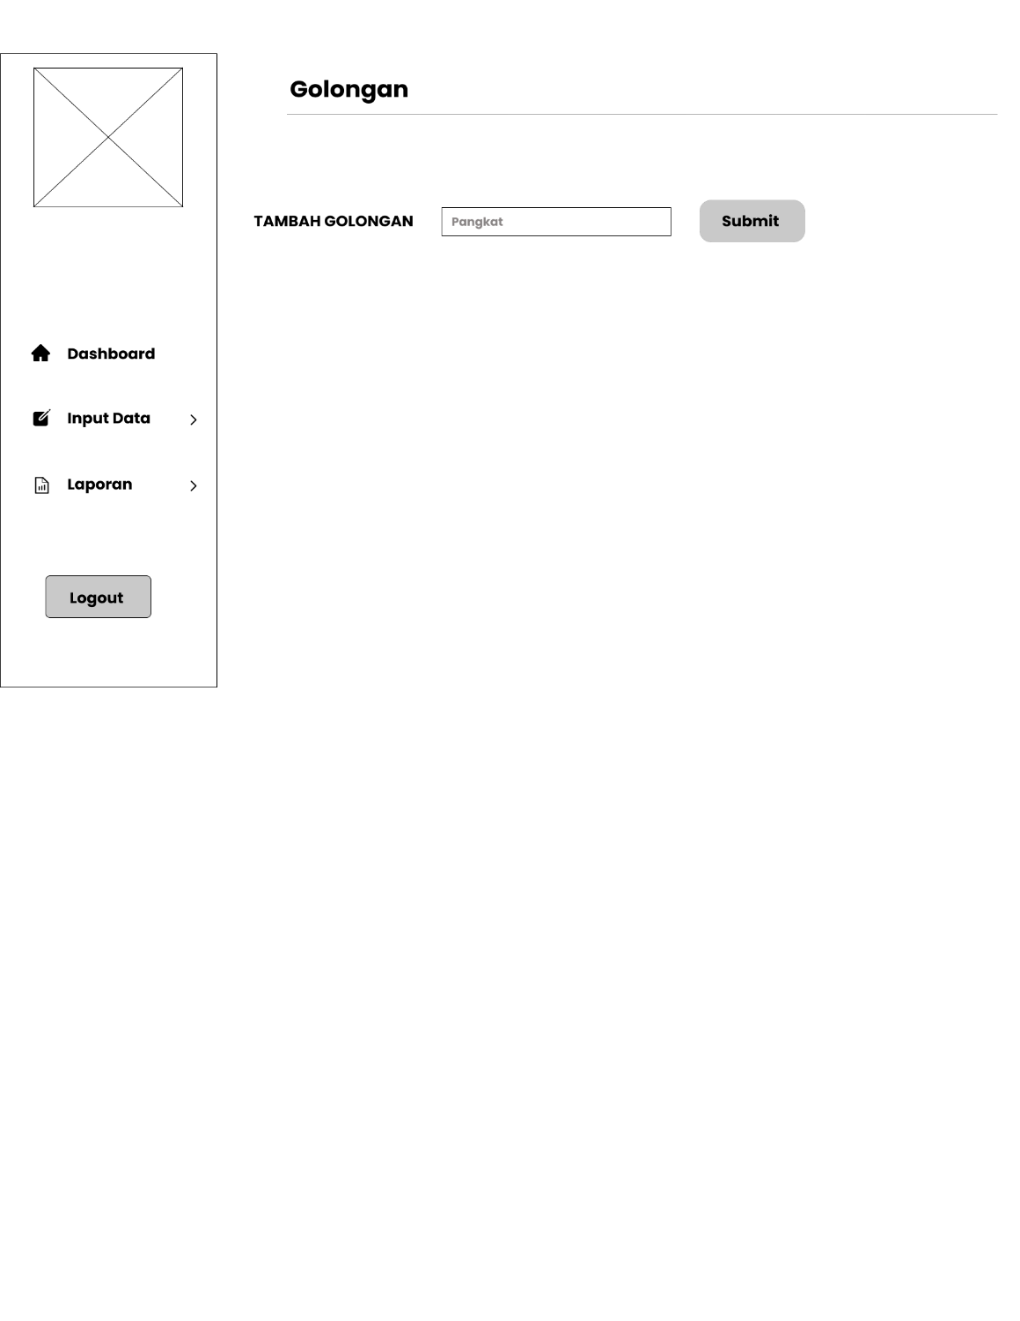 Golongan
TAMBAH GOLONGAN
Pangkat
Submit
Dashboard
Input Data
Laporan
Logout